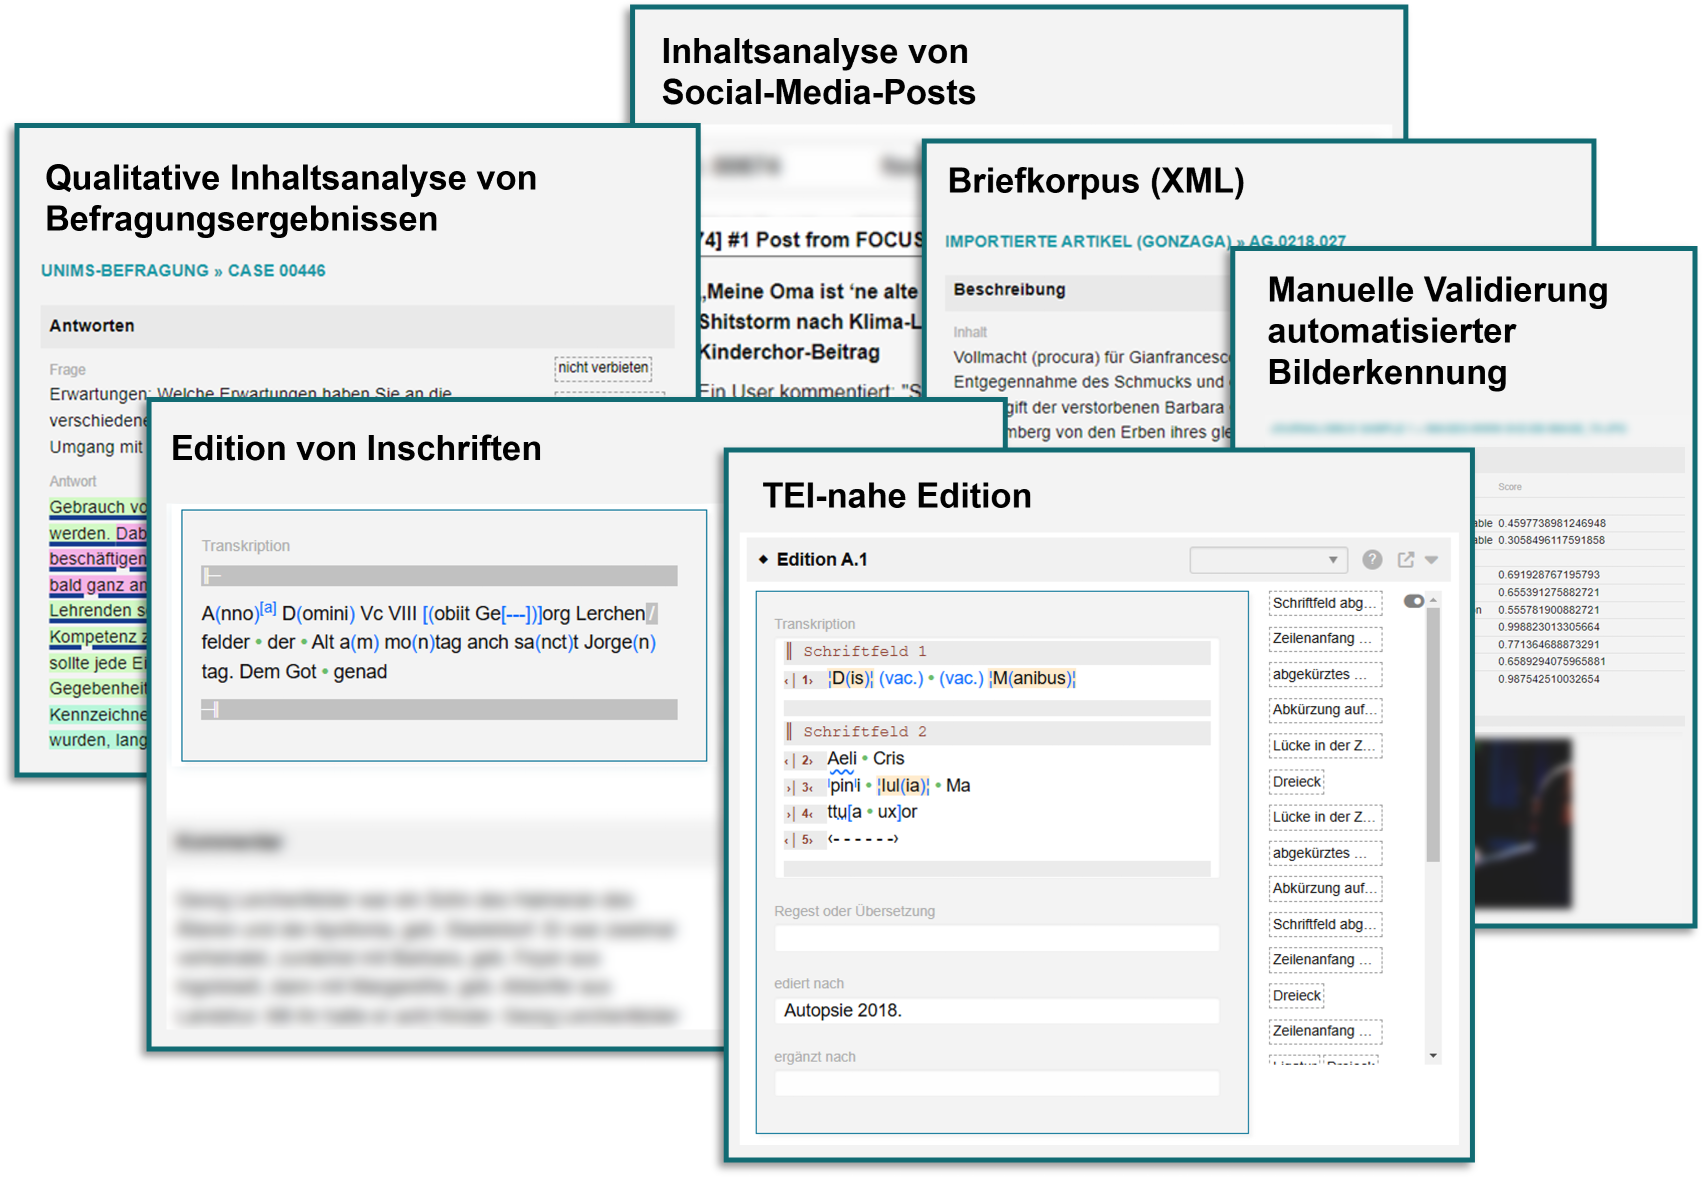 Inhaltsanalyse von
Social-Media-Posts
74] #1 Post from FOCUS
„Meine Oma ist ‘ne alte
Shitstorm nach Klima-L
Kinderchor-Beitrag
Ein User kommentiert: "S
Qualitative Inhaltsanalyse von
Befragungsergebnissen
UNIMS-BEFRAGUNG » CASE 00446
Antworten
Frage
nicht verbieten
Erwartungen: Welche Erwartungen haben Sie an die
verschiedene
Umgang mit
Antwort
Gebrauch vo
werden. Dab
beschäftigen
bald ganz an
Lehrenden s
Kompetenz z
sollte jede Ei
Gegebenheit
Kennzeichne
wurden, lang
Briefkorpus (XML)
IMPORTIERTE ARTIKEL (GONZAGA) » AG.0218.027
Beschreibung
Inhalt
Vollmacht (procura) für Gianfrancesco
Entgegennahme des Schmucks und
gift der verstorbenen Barbara
mberg von den Erben ihres gle
Manuelle Validierung
automatisierter
Bilderkennung
Score
able 0.4597738981246948
able 0.3058496117591858
0.691928767195793
0.655391275882721
n 0.555781900882721
0.998823013305664
0.771364688873291
0.6589294075965881
0.987542510032654
Edition von Inschriften
Transkription
A(nno)[a] D(omini) Vc VIII [(obiit Ge[---])]org Lerchen/
felder • der • Alt a(m) mo(n)tag anch sa(nct)t Jorge(n)
tag. Dem Got • genad
Kommentar
TEI-nahe Edition
Edition A.1
Transkription
Schriftfeld 1
‹| 1› ¦D(is)¦ (vac.) • (vac.) ¦M(anibus)¦
Schriftfeld 2
‹| 2› Aeli • Cris
›| 3‹ 'pin'i • ¦Iul(ia)¦ • Ma
›| 4‹ ttụ[a • ux]or
‹| 5› ‹- - - - - -›
Regest oder Übersetzung
ediert nach
Autopsie 2018.
ergänzt nach
Schriftfeld abg...
Zeilenanfang ...
abgekürztes ...
Abkürzung auf...
Lücke in der Z...
Dreieck
Lücke in der Z...
abgekürztes ...
Abkürzung auf...
Schriftfeld abg...
Zeilenanfang ...
Dreieck
Zeilenanfang ...
Ligatur Dreieck